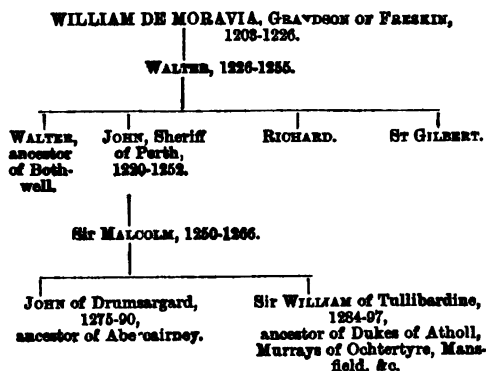 WILLIAM DE MORAVIA, Grandson of Freskin,
1203-1226.
Walter, 1226-1255.
Walter,
ancestor
of Both-
well.
John, Sheriff
of Perth,
1220-1252.
Richard.
St Gilbert.
Sir Malcolm, 1250-1266.
John of Drumsargard,
1275-90,
ancestor of Abercairney.
Sir William of Tullibardine,
1284-97,
ancestor of Dukes of Atholl,
Murrays of Ochtertyre, Mans-
field, &c.